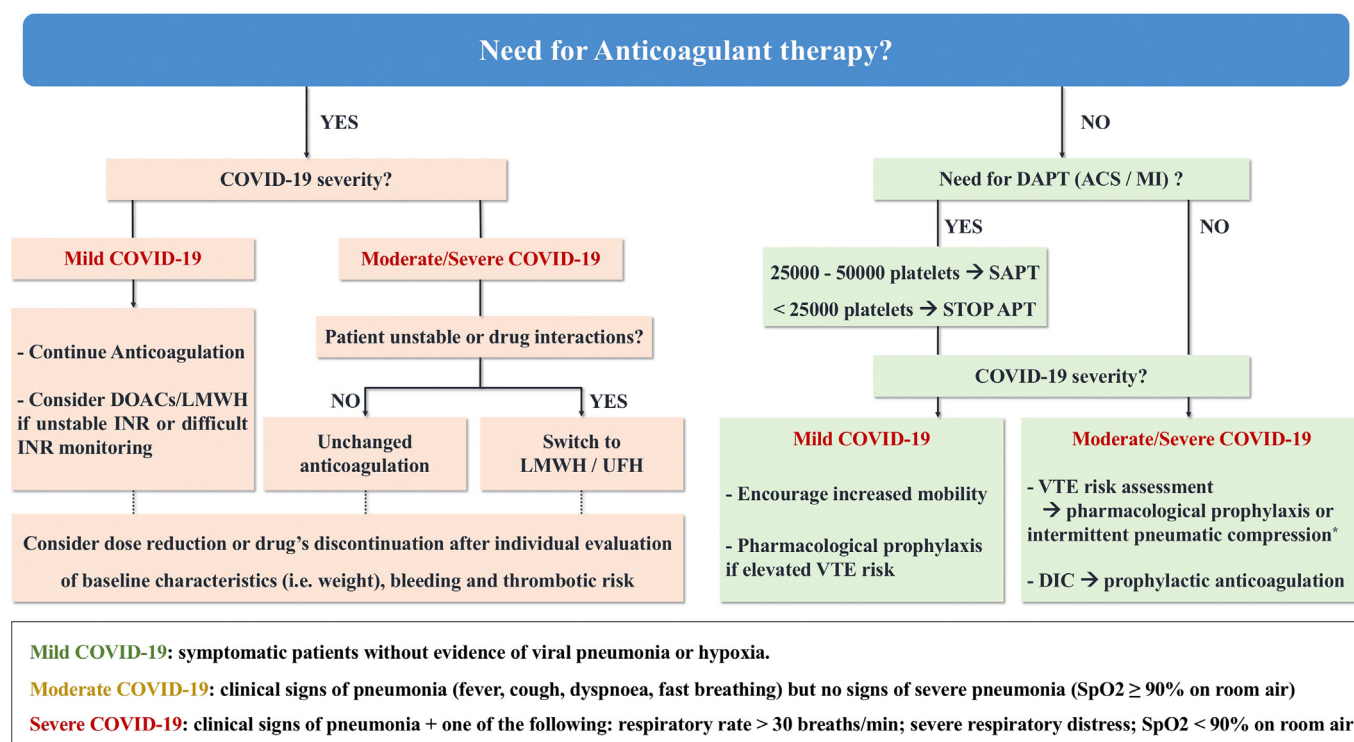 Need for Anticoagulant therapy?
YES
NO
COVID-19 severity?
Need for DAPT (ACS / MI) ?
YES
NO
Mild COVID-19
Moderate/Severe COVID-19
25000 - 50000 platelets → SAPT
< 25000 platelets → STOP APT
- Continue Anticoagulation
- Consider DOACs/LMWH
if unstable INR or difficult
INR monitoring
Patient unstable or drug interactions?
NO
YES
Unchanged
anticoagulation
Switch to
LMWH / UFH
Consider dose reduction or drug's discontinuation after individual evaluation
of baseline characteristics (i.e. weight), bleeding and thrombotic risk
COVID-19 severity?
Mild COVID-19
- Encourage increased mobility
- Pharmacological prophylaxis
if elevated VTE risk
Moderate/Severe COVID-19
- VTE risk assessment
→ pharmacological prophylaxis or
intermittent pneumatic compression*
- DIC → prophylactic anticoagulation
Mild COVID-19: symptomatic patients without evidence of viral pneumonia or hypoxia.
Moderate COVID-19: clinical signs of pneumonia (fever, cough, dyspnoea, fast breathing) but no signs of severe pneumonia (SpO2 ≥ 90% on room air)
Severe COVID-19: clinical signs of pneumonia + one of the following: respiratory rate > 30 breaths/min; severe respiratory distress; SpO2 < 90% on room air